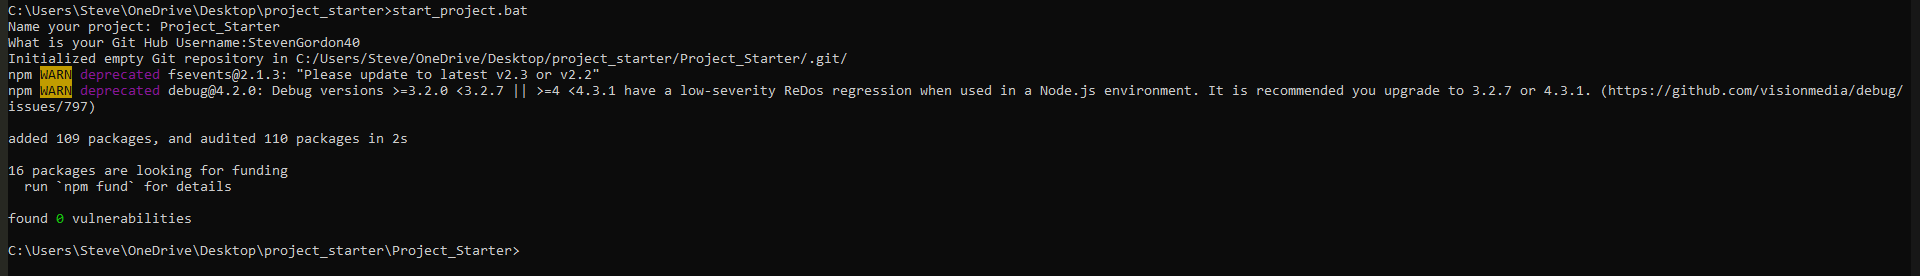 C:\Users\Steve\OneDrive\Desktop\project_starter>start_project.bat
Name your project: Project_Starter
What is your Git Hub Username:StevenGordon40
Initialized empty Git repository in C:/Users/Steve/OneDrive/Desktop/project_starter/Project_Starter/.git/
npm WARN deprecated fsevents@2.1.3: "Please update to latest v2.3 or v2.2"
npm WARN deprecated debug@4.2.0: Debug versions >=3.2.0 <3.2.7 || >=4 <4.3.1 have a low-severity ReDos regression when used in a Node.js environment. It is recommended you upgrade to 3.2.7 or 4.3.1. (https://github.com/visionmedia/debug/
issues/797)
added 109 packages, and audited 110 packages in 2s
16 packages are looking for funding
  run `npm fund` for details
found 0 vulnerabilities
C:\Users\Steve\OneDrive\Desktop\project_starter\Project_Starter>